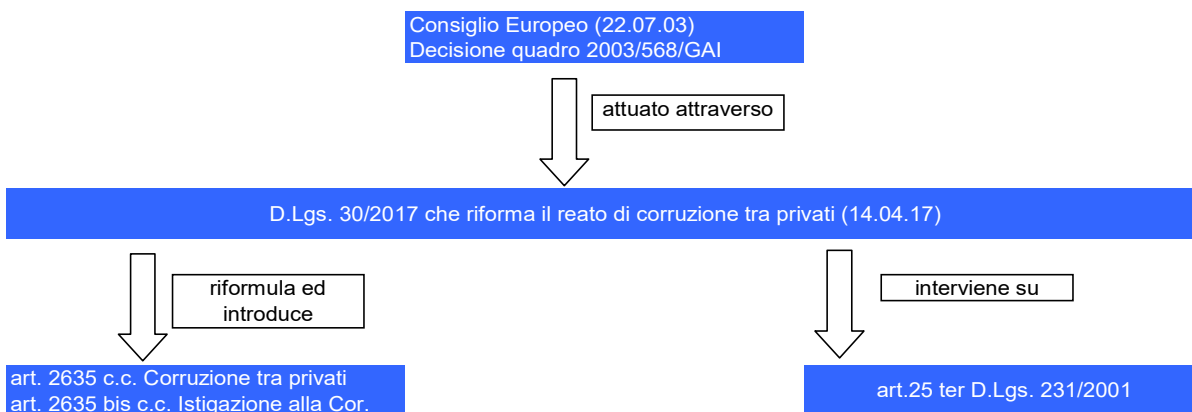 Consiglio Europeo (22.07.03)
Decisione quadro 2003/568/GAI
attuato attraverso
D.Lgs. 30/2017 che riforma il reato di corruzione tra privati (14.04.17)
riformula ed
introduce
interviene su
art. 2635 c.c. Corruzione tra privati
art. 2635 bis c.c. Istigazione alla Cor.
art.25 ter D.Lgs. 231/2001